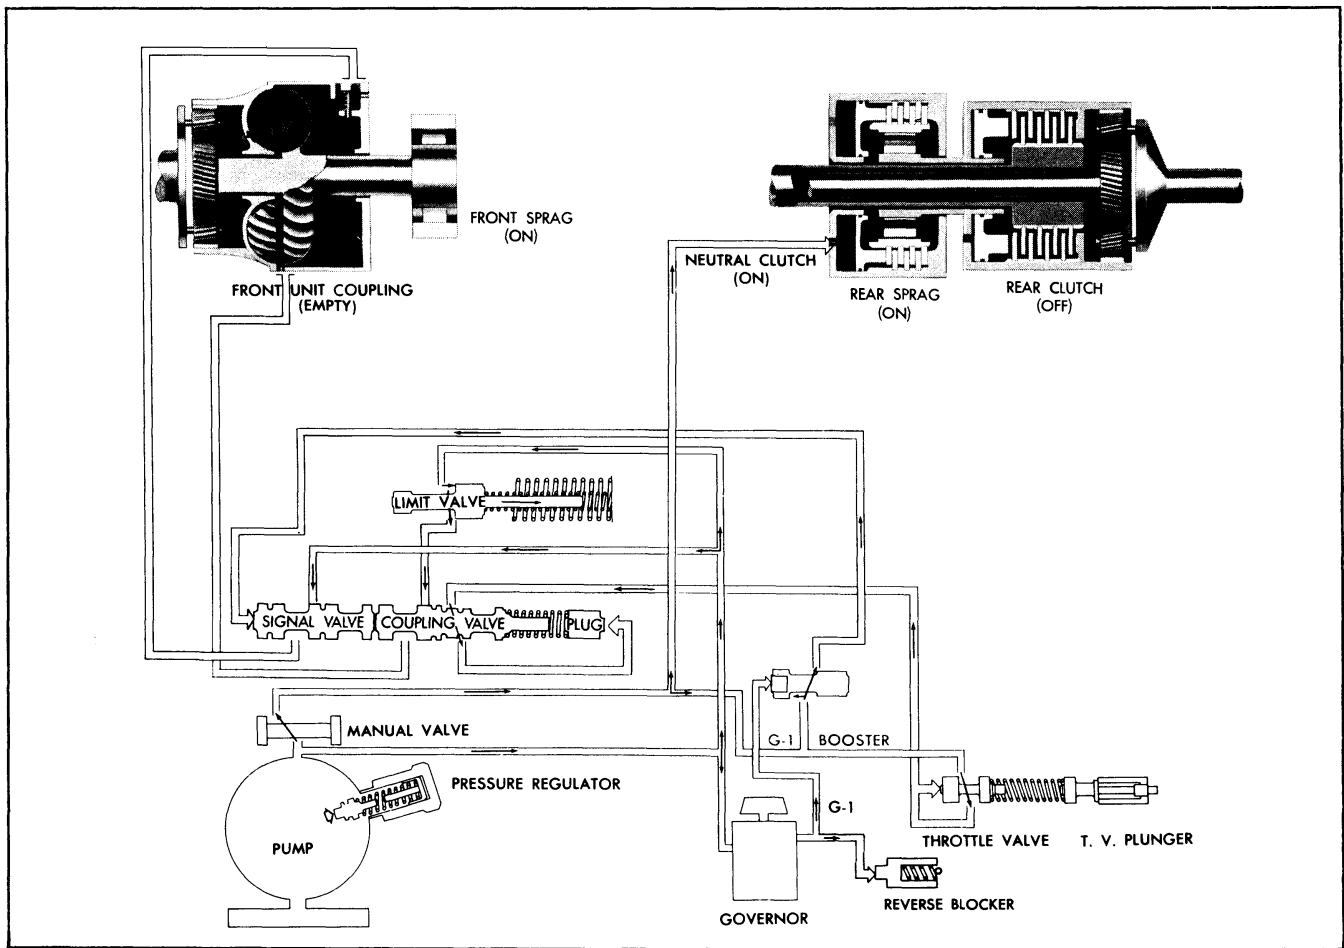 FRONT SPRAG
(ON)
FRONT UNIT COUPLING
(EMPTY)
NEUTRAL CLUTCH
(ON)
REAR SPRAG
(ON)
REAR CLUTCH
(OFF)
LIMIT VALVE
SIGNAL VALVE
COUPLING VALVE
PLUG
MANUAL VALVE
G-1 BOOSTER
PRESSURE REGULATOR
G-1
PUMP
THROTTLE VALVE
T. V. PLUNGER
REVERSE BLOCKER
GOVERNOR